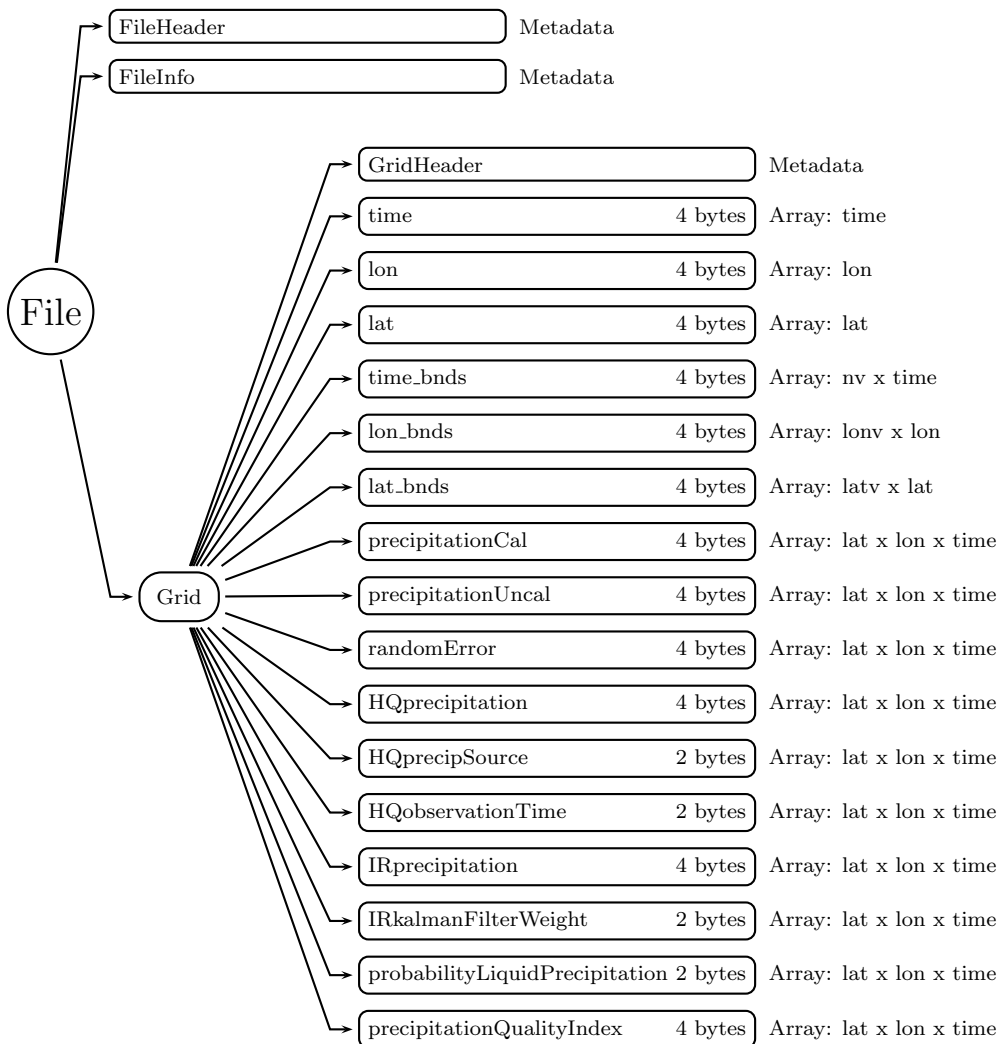 FileHeader Metadata
FileInfo Metadata
GridHeader Metadata
time 4 bytes Array: time
lon 4 bytes Array: lon
File
lat 4 bytes Array: lat
time_bnds 4 bytes Array: nv x time
lon_bnds 4 bytes Array: lonv x lon
lat_bnds 4 bytes Array: latv x lat
precipitationCal 4 bytes Array: lat x lon x time
Grid
precipitationUncal 4 bytes Array: lat x lon x time
randomError 4 bytes Array: lat x lon x time
HQprecipitation 4 bytes Array: lat x lon x time
HQprecipSource 2 bytes Array: lat x lon x time
HQobservationTime 2 bytes Array: lat x lon x time
IRprecipitation 4 bytes Array: lat x lon x time
IRkalmanFilterWeight 2 bytes Array: lat x lon x time
probabilityLiquidPrecipitation 2 bytes Array: lat x lon x time
precipitationQualityIndex 4 bytes Array: lat x lon x time